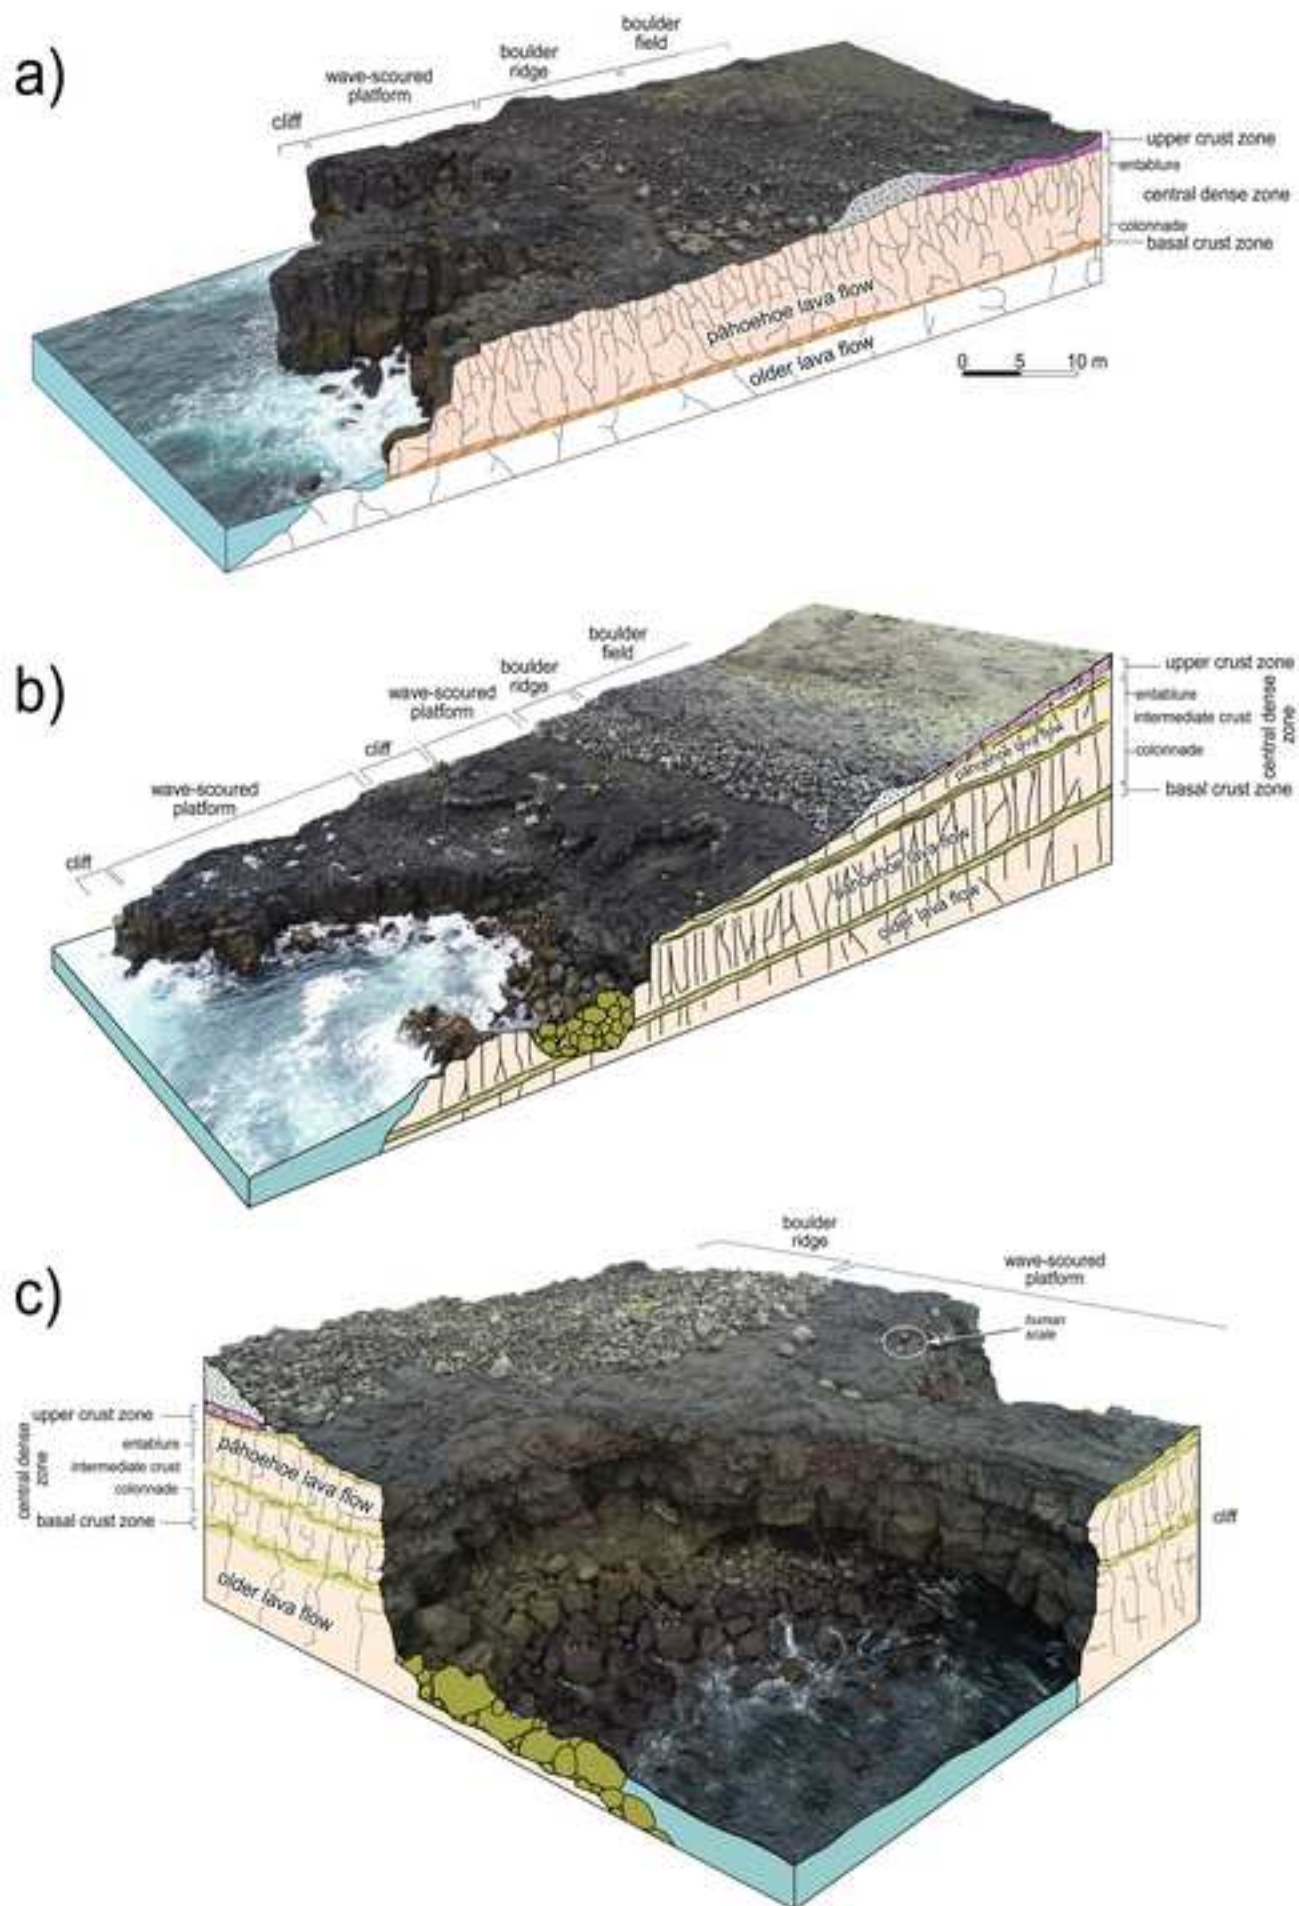 a)
boulder
field
boulder
ridge
wave-scoured
platform
cliff
upper crust zone
entablure
central dense zone
colonnade
basal crust zone
pāhoehoe lava flow
older lava flow
0 5 10 m
b)
boulder
field
boulder
ridge
wave-scoured
platform
cliff
wave-scoured
platform
cliff
upper crust zone
entablure
intermediate crust
colonnade
central dense
zone
basal crust zone
pāhoehoe lava flow
pāhoehoe lava flow
older lava flow
c)
boulder
ridge
wave-scoured
platform
human
scale
upper crust zone
entablure
intermediate crust
colonnade
central dense
zone
basal crust zone
pāhoehoe lava flow
older lava flow
cliff